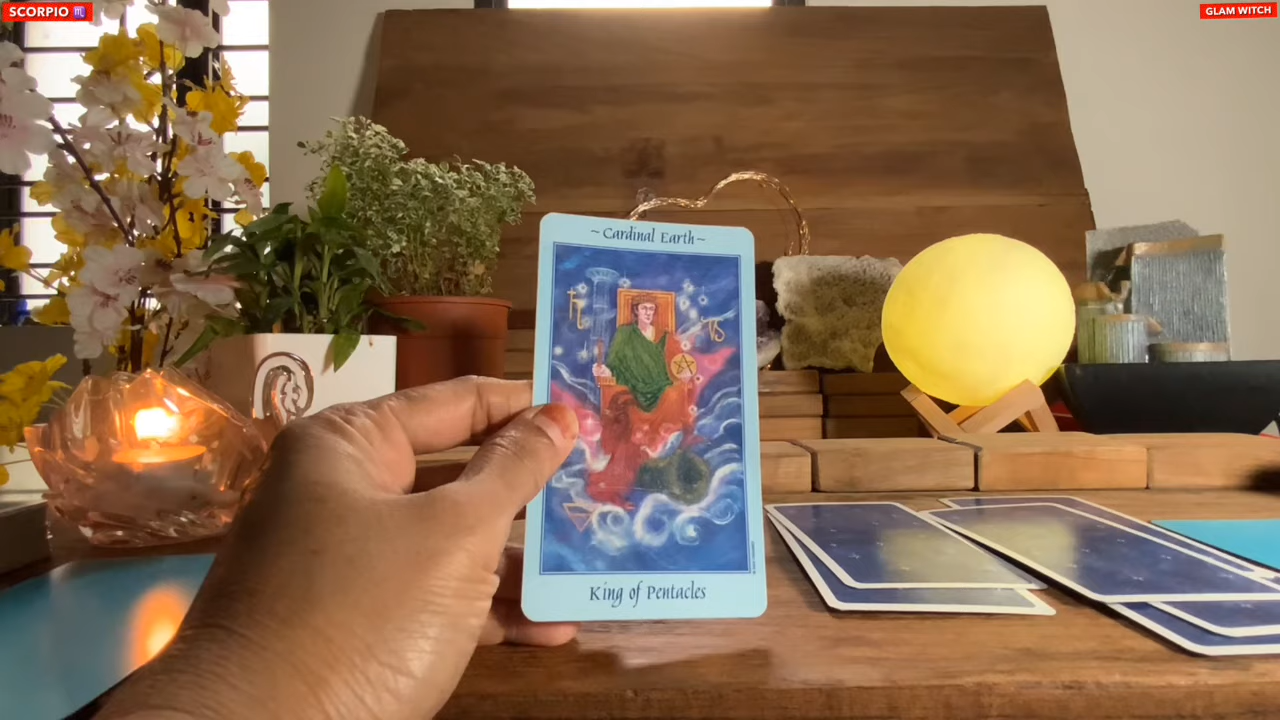 SCORPIO ♏
GLAM WITCH
~Cardinal Earth~
King of Pentacles